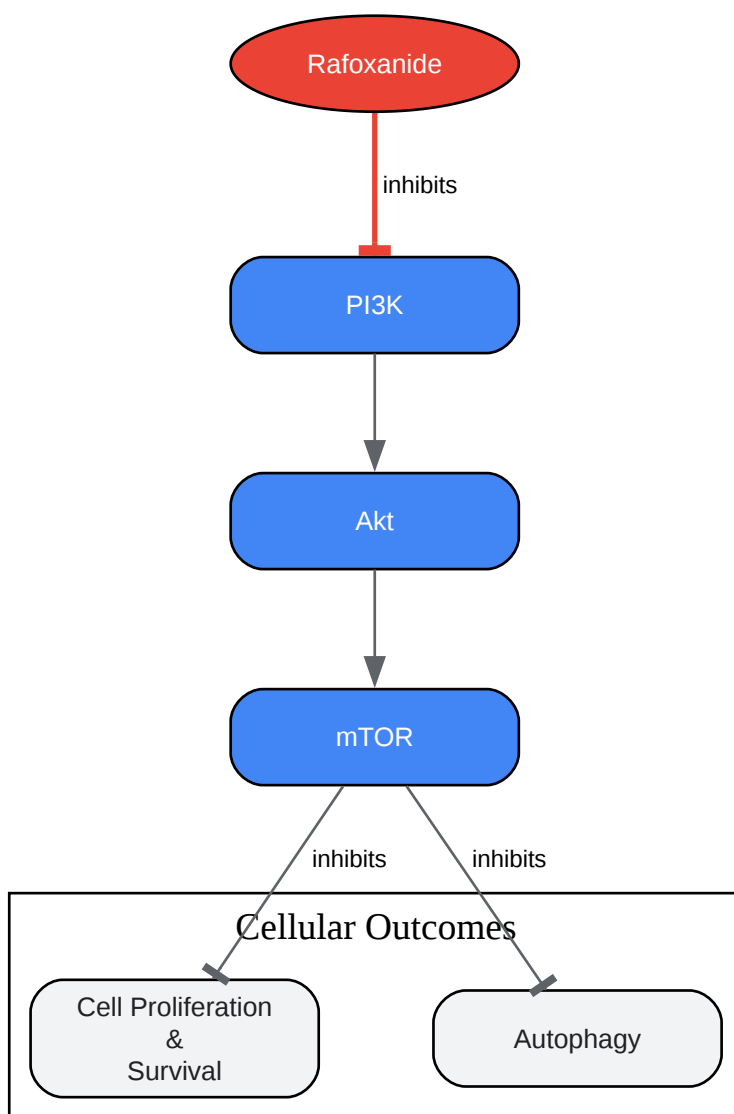 Rafoxanide
inhibits
PI3K
Akt
mTOR
inhibits
inhibits
Cellular Outcomes
Cell Proliferation
&
Survival
Autophagy